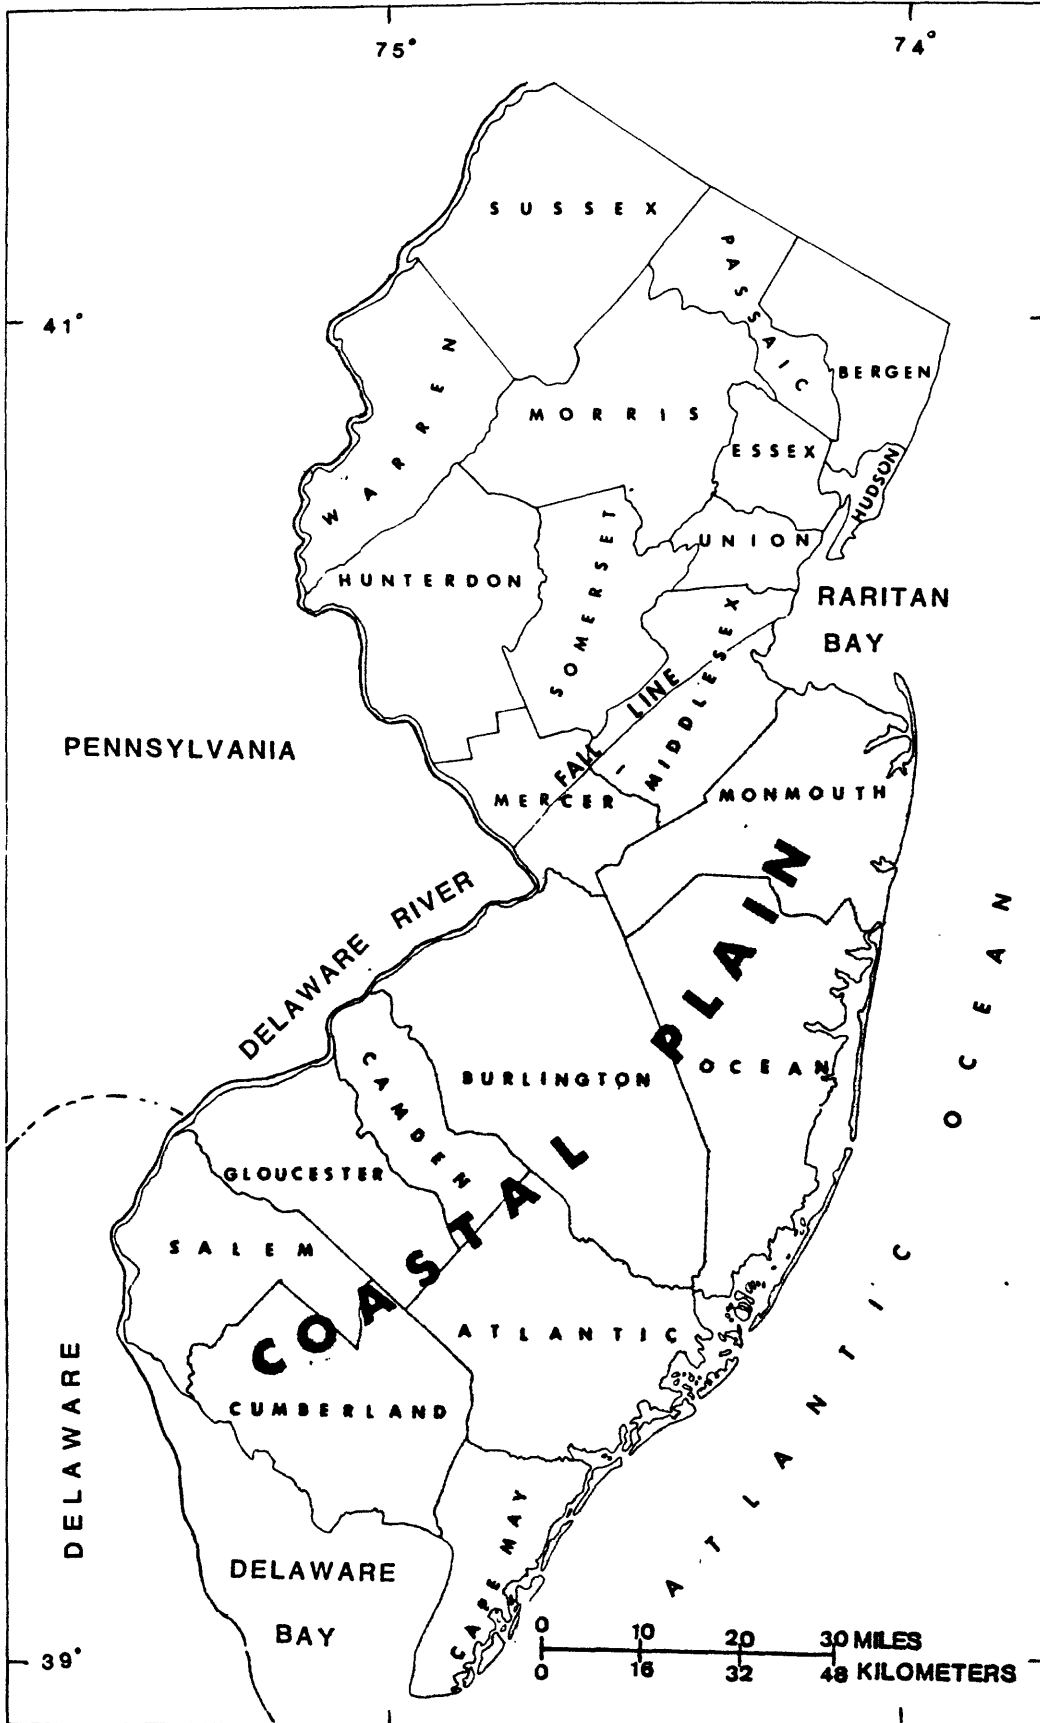 75°
74°
SUSSEX
PASSAIC
41°
WARREN
BERGEN
MORRIS
ESSEX
HUDSON
UNION
HUNTERDON
SOMERSET
RARITAN
BAY
MIDDLESEX
FALL LINE
PENNSYLVANIA
MERCER
MONMOUTH
DELAWARE RIVER
COASTAL PLAIN
CAMDEN
BURLINGTON
OCEAN
GLOUCESTER
SALEM
ATLANTIC
CUMBERLAND
DELAWARE
ATLANTIC OCEAN
CAPE MAY
DELAWARE
BAY
39°
0 10 20 30 MILES
0 16 32 48 KILOMETERS